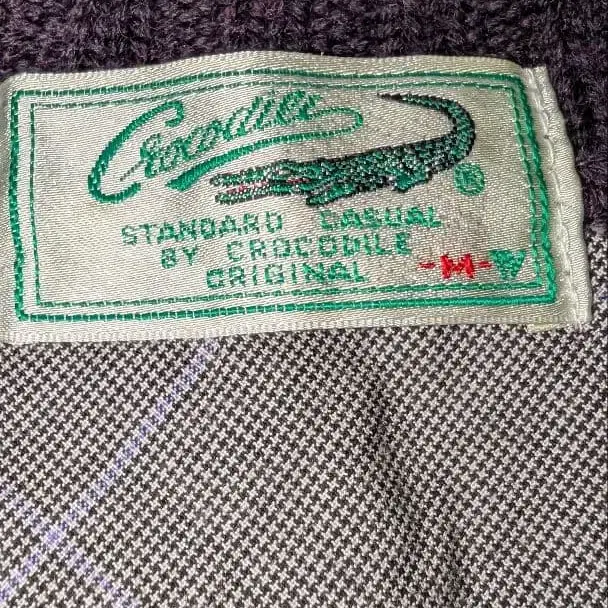 Crocodile
®
STANDARD CASUAL
BY CROCODILE
ORIGINAL
-M-